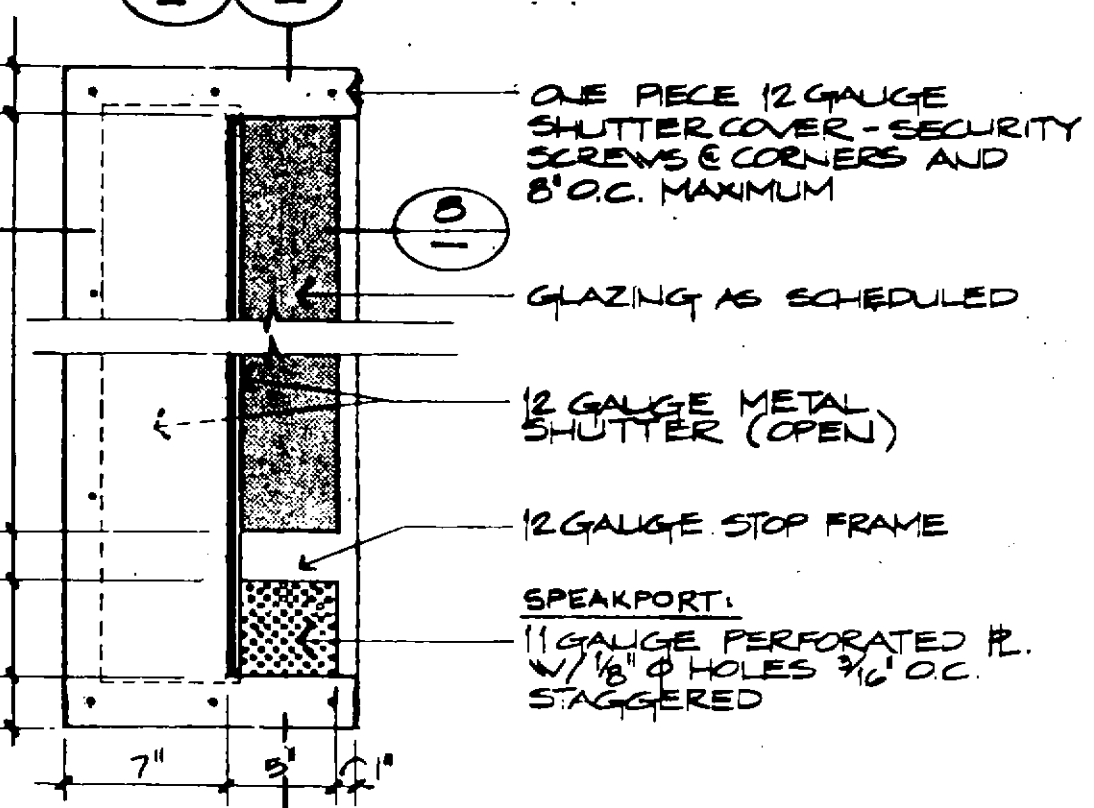 ONE PIECE 12 GAUGE
SHUTTER COVER - SECURITY
SCREWS @ CORNERS AND
8" O.C. MAXIMUM
8
GLAZING AS SCHEDULED
12 GAUGE METAL
SHUTTER (OPEN)
12 GAUGE STOP FRAME
SPEAKPORT:
11 GAUGE PERFORATED PL.
W/ 1/8" Ø HOLES 3/16" O.C.
STAGGERED
7" 5" 1"